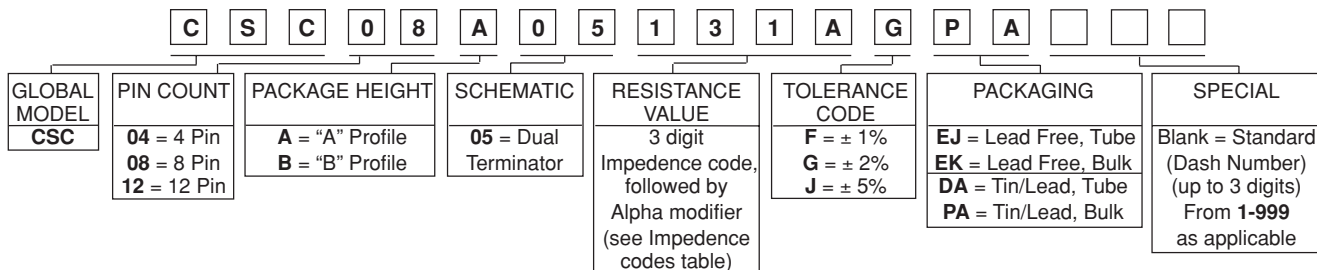 C S C 0 8 A 0 5 1 3 1 A G P A
GLOBAL
MODEL
CSC
PIN COUNT
04 = 4 Pin
08 = 8 Pin
12 = 12 Pin
PACKAGE HEIGHT
A = “A” Profile
B = “B” Profile
SCHEMATIC
05 = Dual
Terminator
RESISTANCE
VALUE
3 digit
Impedence code,
followed by
Alpha modifier
(see Impedence
codes table)
TOLERANCE
CODE
F = ± 1%
G = ± 2%
J = ± 5%
PACKAGING
EJ = Lead Free, Tube
EK = Lead Free, Bulk
DA = Tin/Lead, Tube
PA = Tin/Lead, Bulk
SPECIAL
Blank = Standard
(Dash Number)
(up to 3 digits)
From 1-999
as applicable